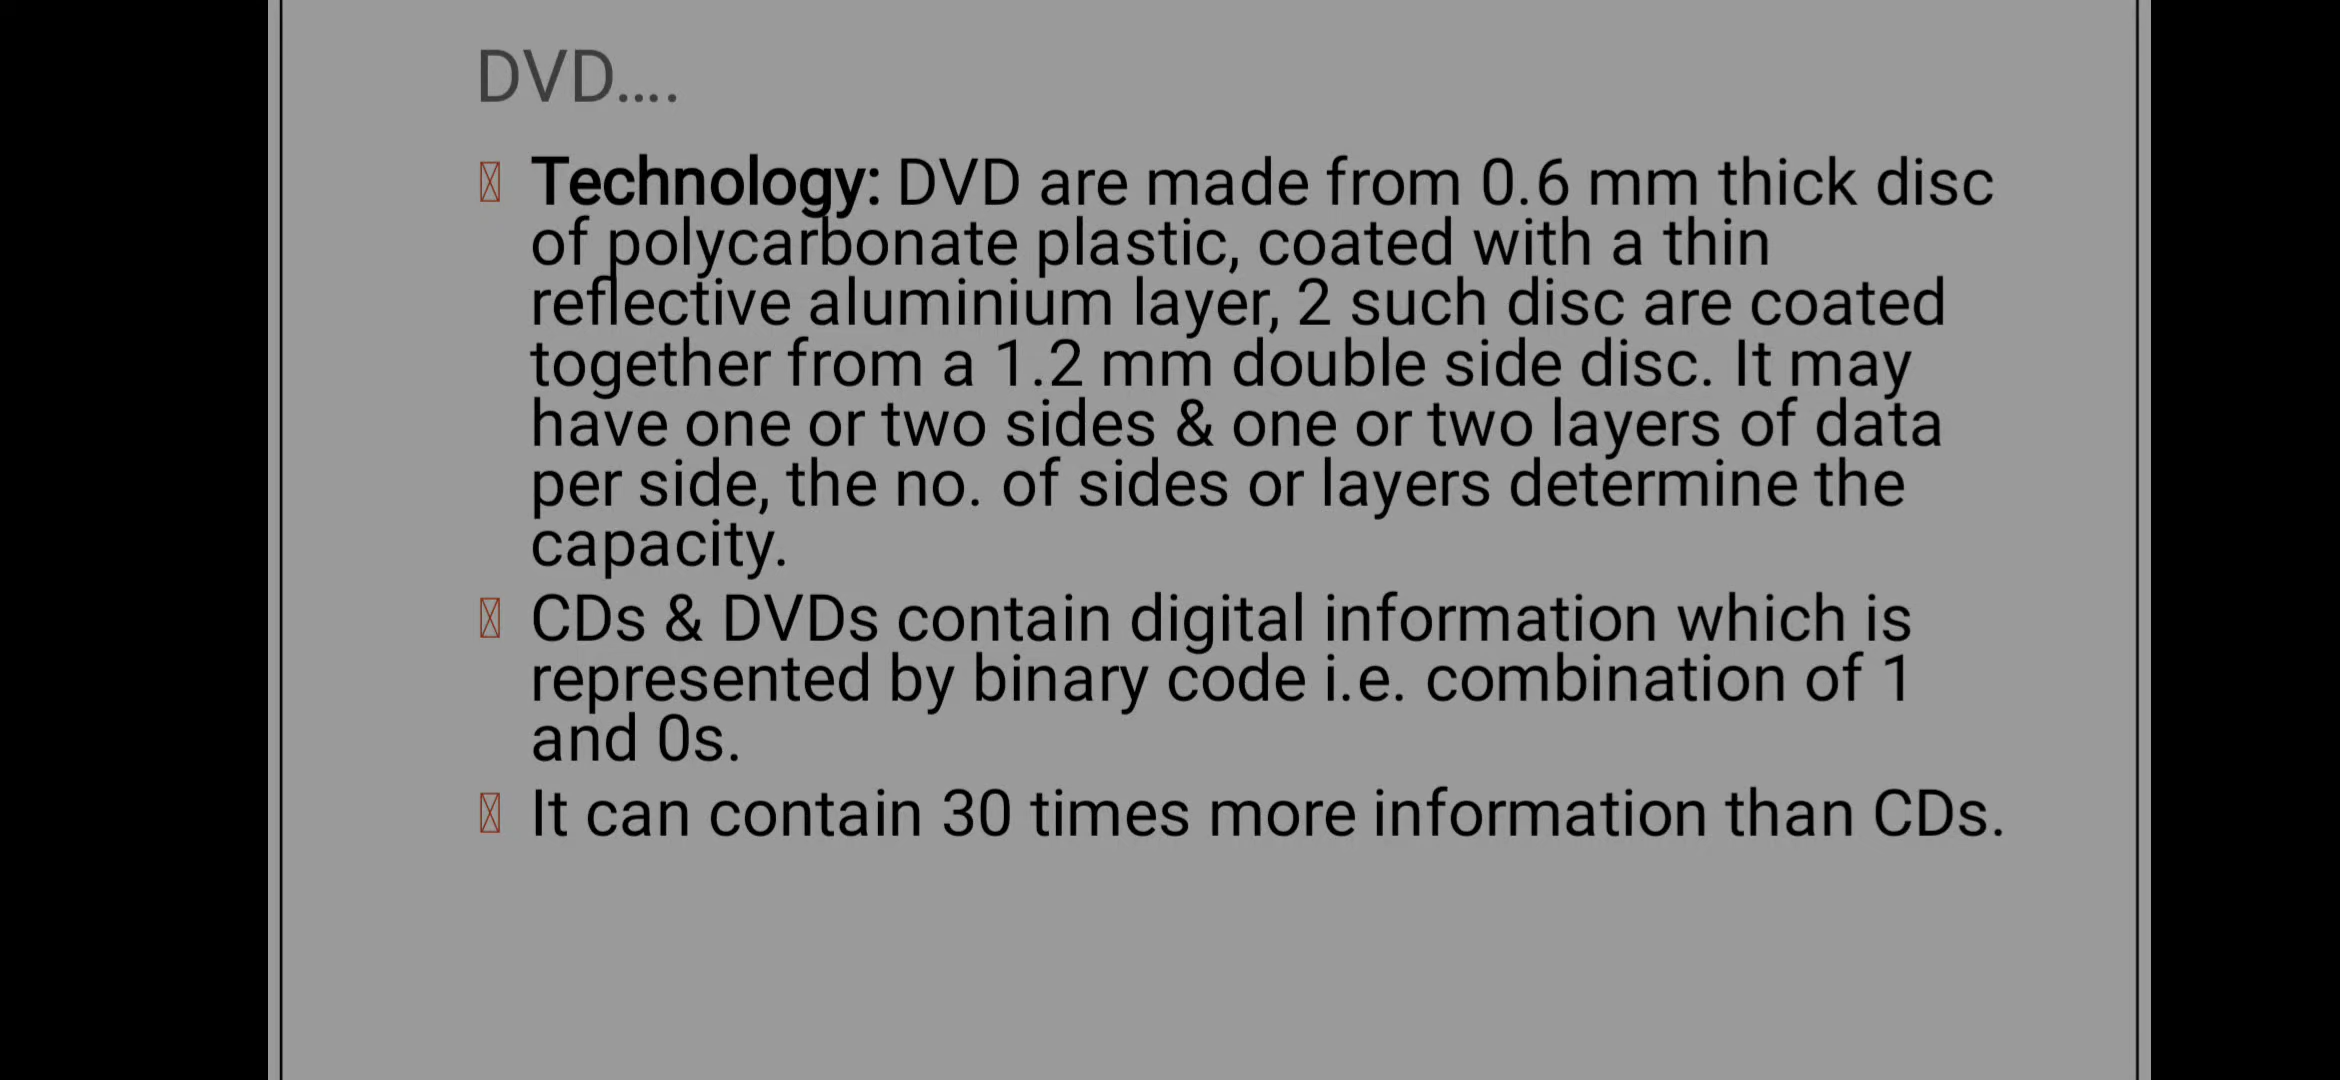 DVD....
Technology: DVD are made from 0.6 mm thick disc
of polycarbonate plastic, coated with a thin
reflective aluminium layer, 2 such disc are coated
together from a 1.2 mm double side disc. It may
have one or two sides & one or two layers of data
per side, the no. of sides or layers determine the
capacity.
CDs & DVDs contain digital information which is
represented by binary code i.e. combination of 1
and 0s.
It can contain 30 times more information than CDs.